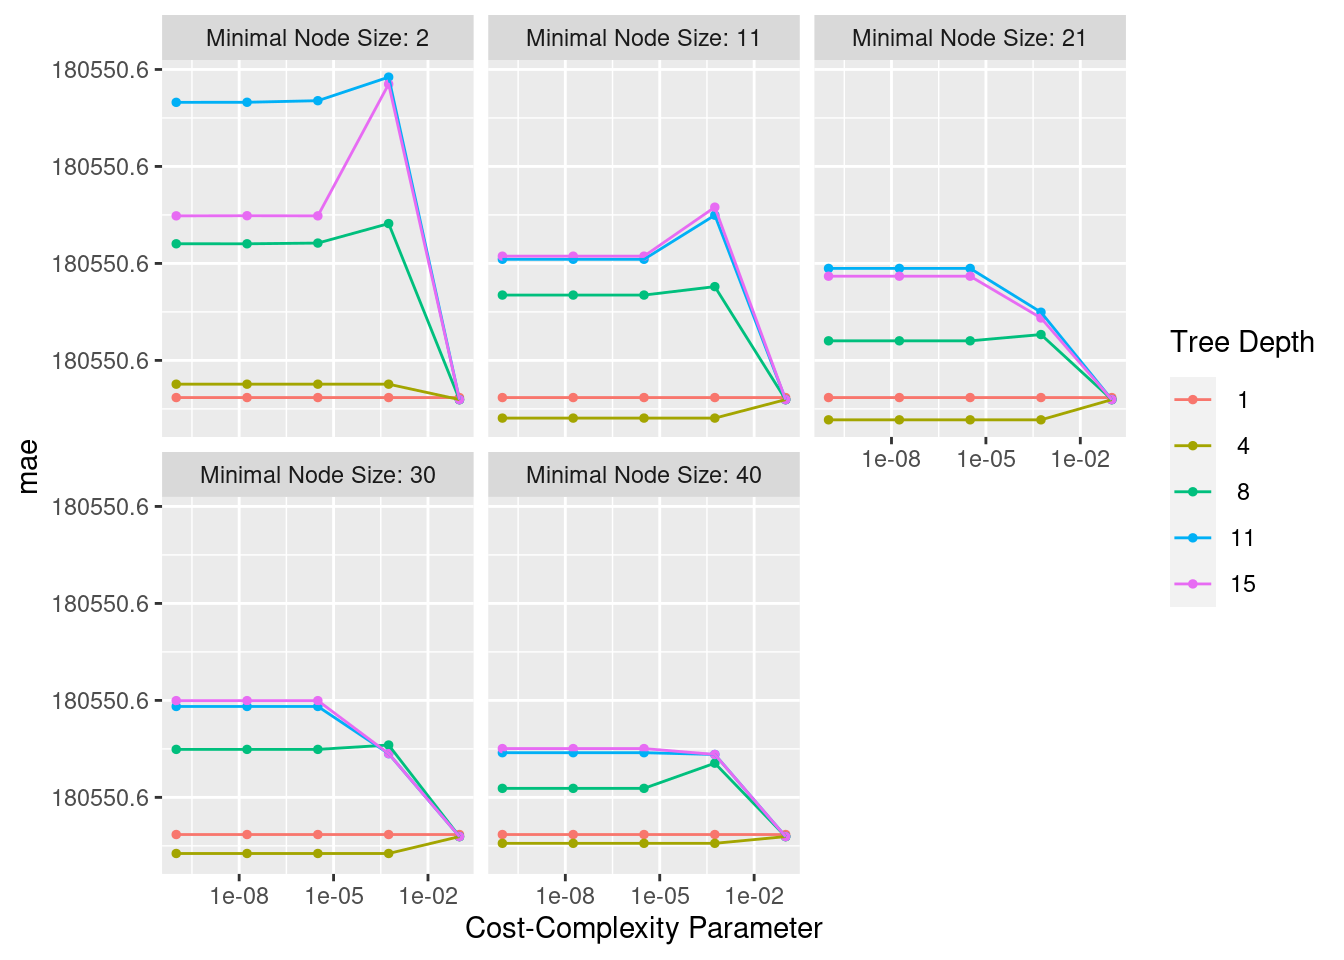 Minimal Node Size: 2
Minimal Node Size: 11
Minimal Node Size: 21
180550.6
180550.6
180550.6
180550.6
1e-08
1e-05
1e-02
Minimal Node Size: 30
Minimal Node Size: 40
180550.6
180550.6
180550.6
180550.6
1e-08
1e-05
1e-02
1e-08
1e-05
1e-02
Cost-Complexity Parameter
mae
Tree Depth
1
4
8
11
15